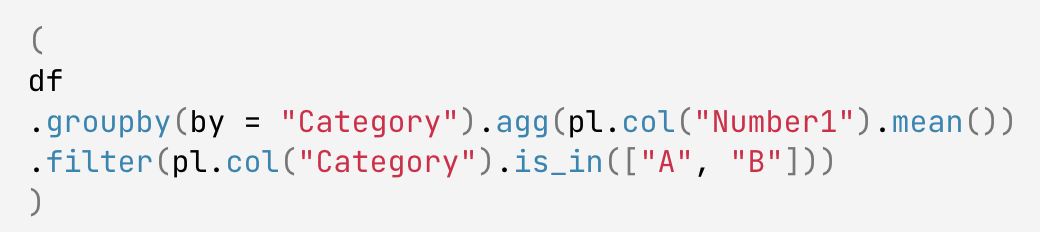 (
df
.groupby(by = "Category").agg(pl.col("Number1").mean())
.filter(pl.col("Category").is_in(["A", "B"]))
)